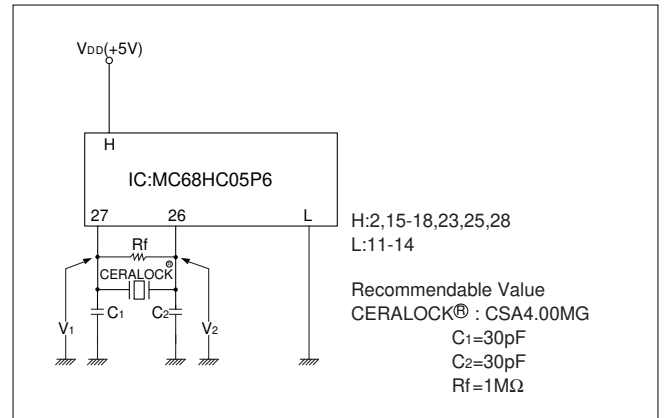 VDD(+5V)
H
IC:MC68HC05P6
27 26 L
H:2,15-18,23,25,28
L:11-14
Rf
CERALOCK®
C1 C2
V1 V2
Recommendable Value
CERALOCK® : CSA4.00MG
C1=30pF
C2=30pF
Rf=1MΩ